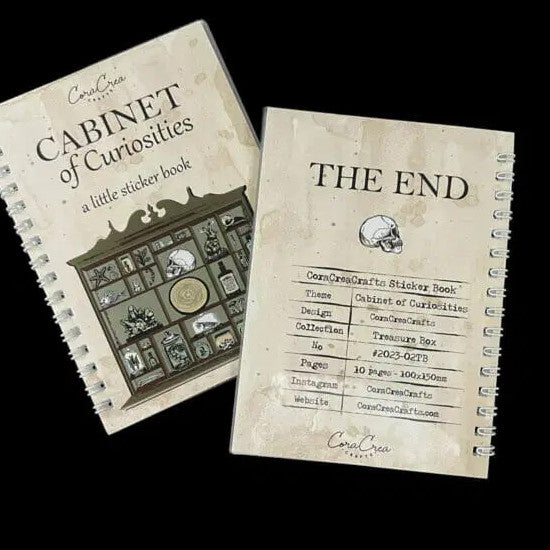 CoraCrea
CRAFTS
CABINET
of Curiosities
a little sticker book
THE END
CoraCreaCrafts Sticker Book
Theme Cabinet of Curiosities
Design CoraCreaCrafts
Collection Treasure Box
No #2023-02TB
Pages 10 pages - 100x150mm
Instagram CoraCreaCrafts
Website CoraCreaCrafts.com
CoraCrea
CRAFTS